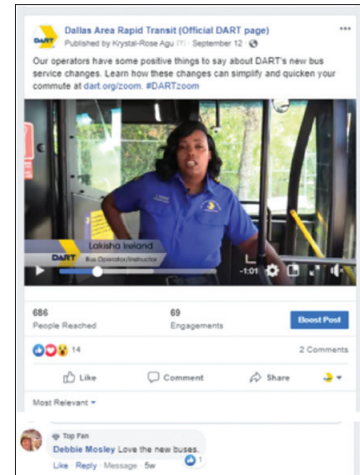 Dallas Area Rapid Transit (Official DART page)
Published by Krystal-Rose Agu [?] · September 12
Our operators have some positive things to say about DART's new bus
service changes. Learn how these changes can simplify and quicken your
commute at dart.org/zoom. #DARTzoom
Lakisha Ireland
DART Bus Operator/Instructor
-1:01
686 69 Boost Post
People Reached Engagements
14 2 Comments
Like Comment Share
Most Relevant
Top Fan
Debbie Mosley Love the new buses.
1
Like · Reply · Message · 5w